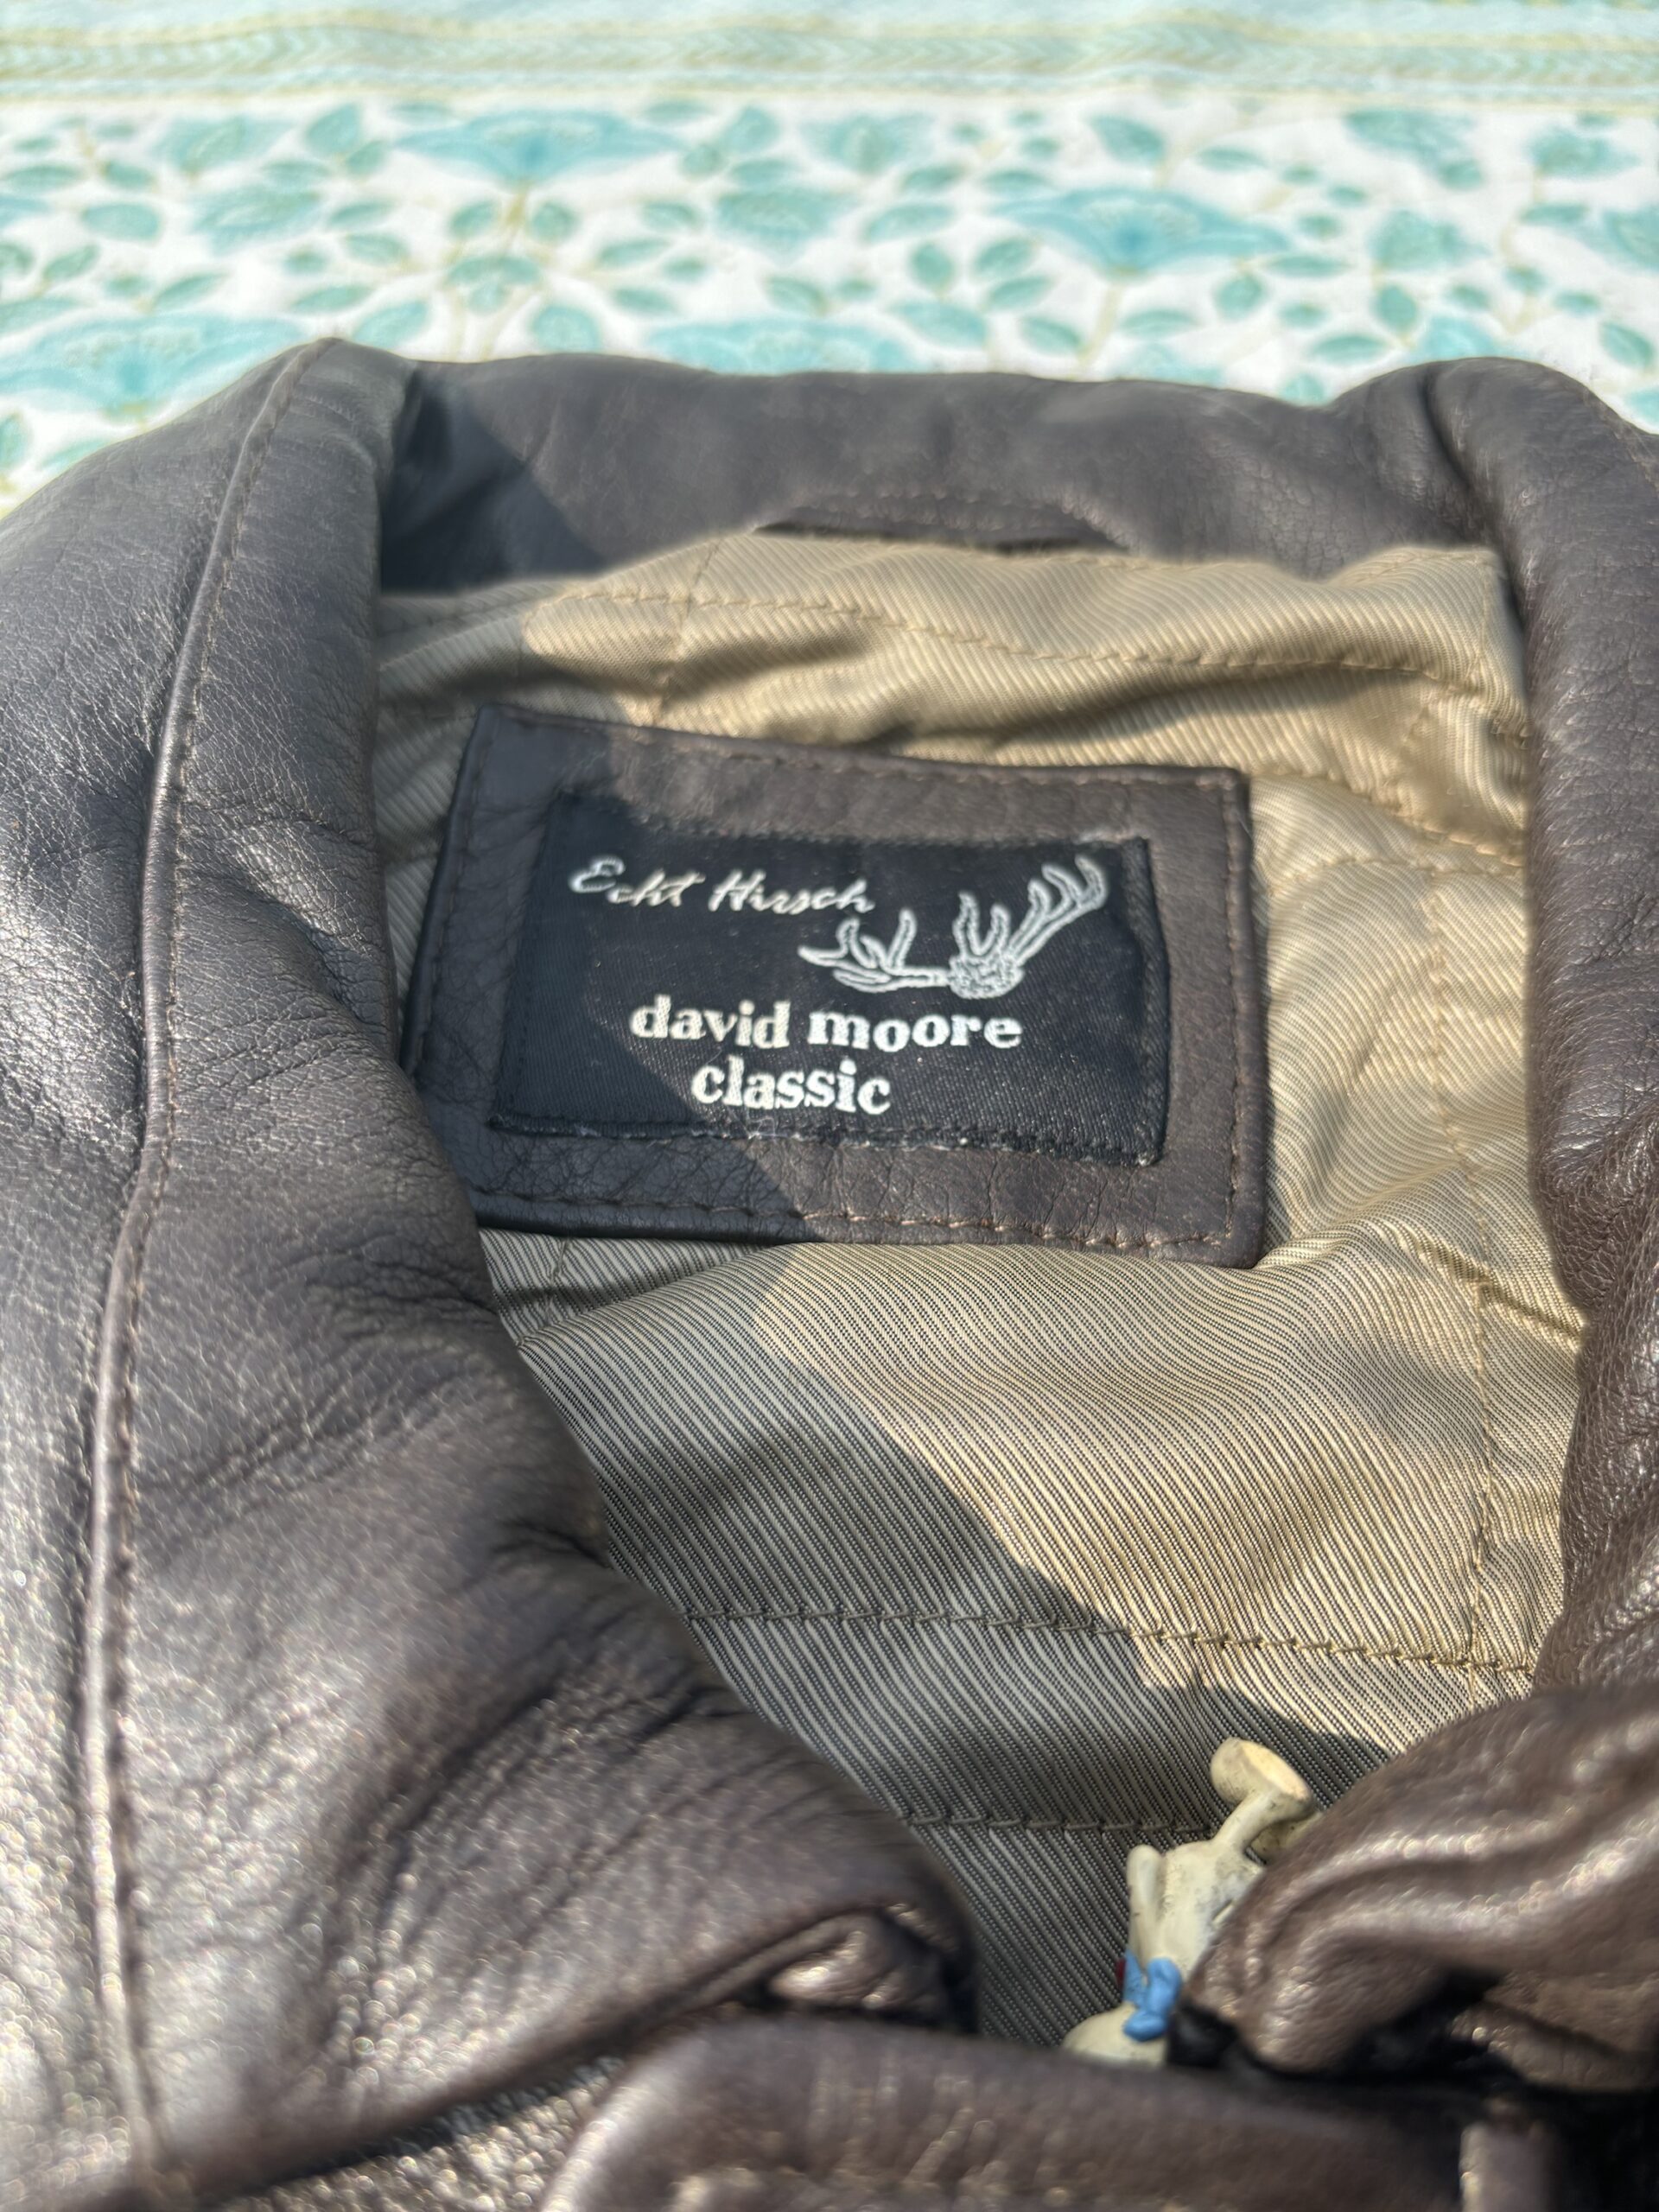 Echt Hirsch
david moore
classic